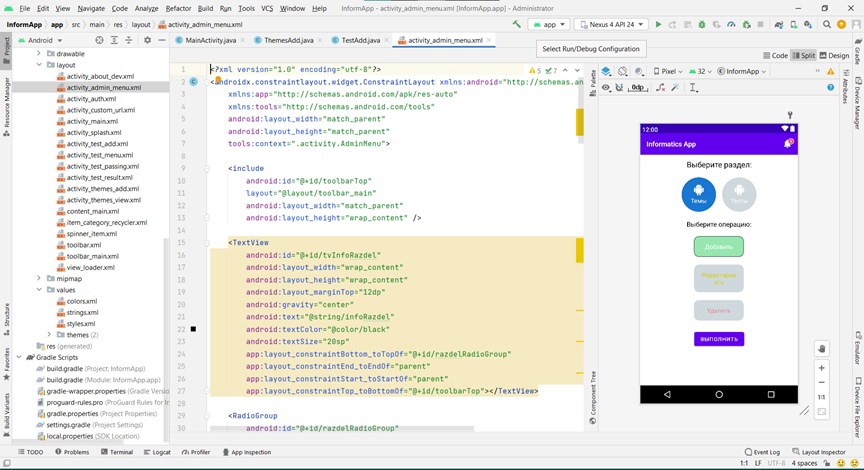 File Edit View Navigate Code Analyze Refactor Build Run Tools VCS Window Help InformApp - activity_admin_menu.xml [InformApp.app] - Administrator
InformApp app src main res layout activity_admin_menu.xml
app Nexus 4 API 24
Android
MainActivity.java ThemesAdd.java TestAdd.java activity_admin_menu.xml
Select Run/Debug Configuration
Code Split Design
Project
Resource Manager
Structure
Favorites
Build Variants
drawable
layout
activity_about_dev.xml
activity_admin_menu.xml
activity_auth.xml
activity_custom_url.xml
activity_main.xml
activity_splash.xml
activity_test_add.xml
activity_test_menu.xml
activity_test_passing.xml
activity_test_result.xml
activity_themes_add.xml
activity_themes_view.xml
content_main.xml
item_category_recycler.xml
spinner_item.xml
toolbar.xml
toolbar_main.xml
view_loader.xml
mipmap
values
colors.xml
strings.xml
styles.xml
themes (2)
res (generated)
Gradle Scripts
build.gradle (Project: InformApp)
build.gradle (Module: InformApp.app)
gradle-wrapper.properties (Gradle Version
proguard-rules.pro (ProGuard Rules for Inf
gradle.properties (Project Properties)
settings.gradle (Project Settings)
local.properties (SDK Location)
5 7
1 <?xml version="1.0" encoding="utf-8"?>
2 <androidx.constraintlayout.widget.ConstraintLayout xmlns:android="http://schemas.an
3 xmlns:app="http://schemas.android.com/apk/res-auto"
4 xmlns:tools="http://schemas.android.com/tools"
5 android:layout_width="match_parent"
6 android:layout_height="match_parent"
7 tools:context=".activity.AdminMenu">
8
9 <include
10 android:id="@+id/toolbarTop"
11 layout="@layout/toolbar_main"
12 android:layout_width="match_parent"
13 android:layout_height="wrap_content" />
14
15 <TextView
16 android:id="@+id/tvInfoRazdel"
17 android:layout_width="wrap_content"
18 android:layout_height="wrap_content"
19 android:layout_marginTop="12dp"
20 android:gravity="center"
21 android:text="@string/infoRazdel"
22 android:textColor="@color/black"
23 android:textSize="20sp"
24 app:layout_constraintBottom_toTopOf="@+id/razdelRadioGroup"
25 app:layout_constraintEnd_toEndOf="parent"
26 app:layout_constraintStart_toStartOf="parent"
27 app:layout_constraintTop_toBottomOf="@+id/toolbarTop"></TextView>
28
29 <RadioGroup
30 android:id="@+id/razdelRadioGroup"
Palette
Component Tree
Pixel 32 InformApp
0dp
12:00
Informatics App
Выберите раздел:
Темы Тесты
Выберите операцию:
Добавить
Редактиров
ать
Удалить
ВЫПОЛНИТЬ
1:1
Gradle
Device Manager
Attributes
Emulator
Device File Explorer
TODO Problems Terminal Logcat Profiler App Inspection Event Log Layout Inspector
1:1 LF UTF-8 4 spaces